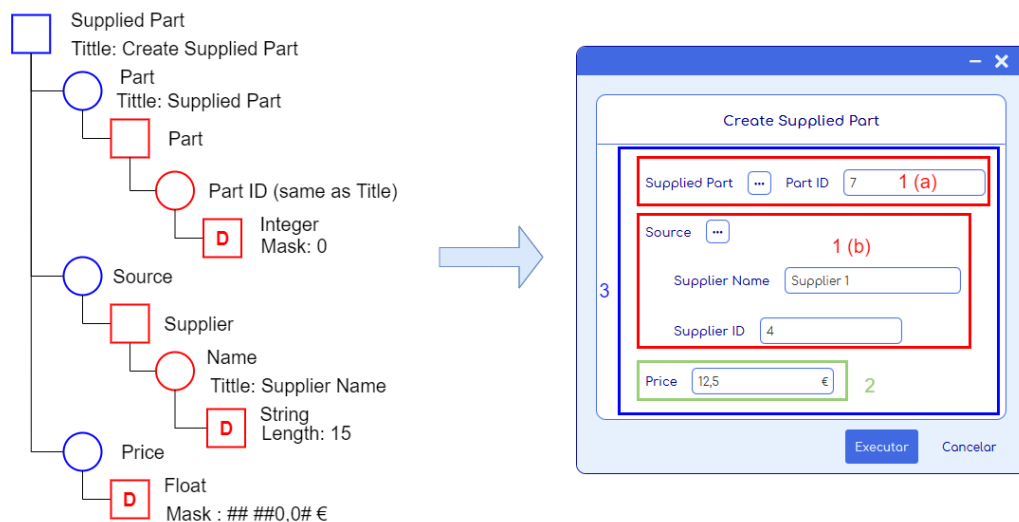 Supplied Part
Tittle: Create Supplied Part
Part
Tittle: Supplied Part
Part
Part ID (same as Title)
D
Integer
Mask: 0
Source
Supplier
Name
Tittle: Supplier Name
D
String
Length: 15
Price
D
Float
Mask : ## ##0,0# €
Create Supplied Part
3
Supplied Part ••• Part ID 7 1 (a)
Source •••
1 (b)
Supplier Name Supplier 1
Supplier ID 4
Price 12,5 € 2
Executar Cancelar